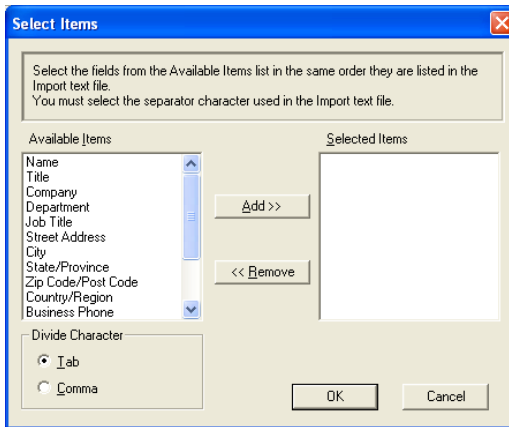 Select Items
Select the fields from the Available Items list in the same order they are listed in the
Import text file.
You must select the separator character used in the Import text file.
Available Items
Selected Items
Name
Title
Company
Department
Job Title
Street Address
City
State/Province
Zip Code/Post Code
Country/Region
Business Phone
Add >>
<< Remove
Divide Character
Tab
Comma
OK
Cancel